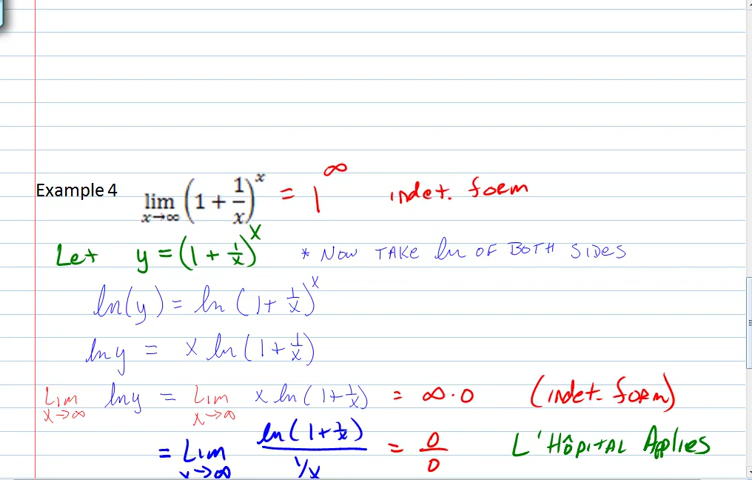 Example 4 lim x→∞ (1 + 1/x)^x = 1^∞ indet. form
Let y = (1 + 1/x)^x * NOW TAKE ln OF BOTH SIDES
ln(y) = ln (1 + 1/x)^x
ln y = x ln (1 + 1/x)
Lim x→∞ ln y = Lim x→∞ x ln (1 + 1/x) = ∞·0 (indet. form)
= Lim x→∞ ln (1 + 1/x) / 1/x = 0/0 L'Hôpital Applies